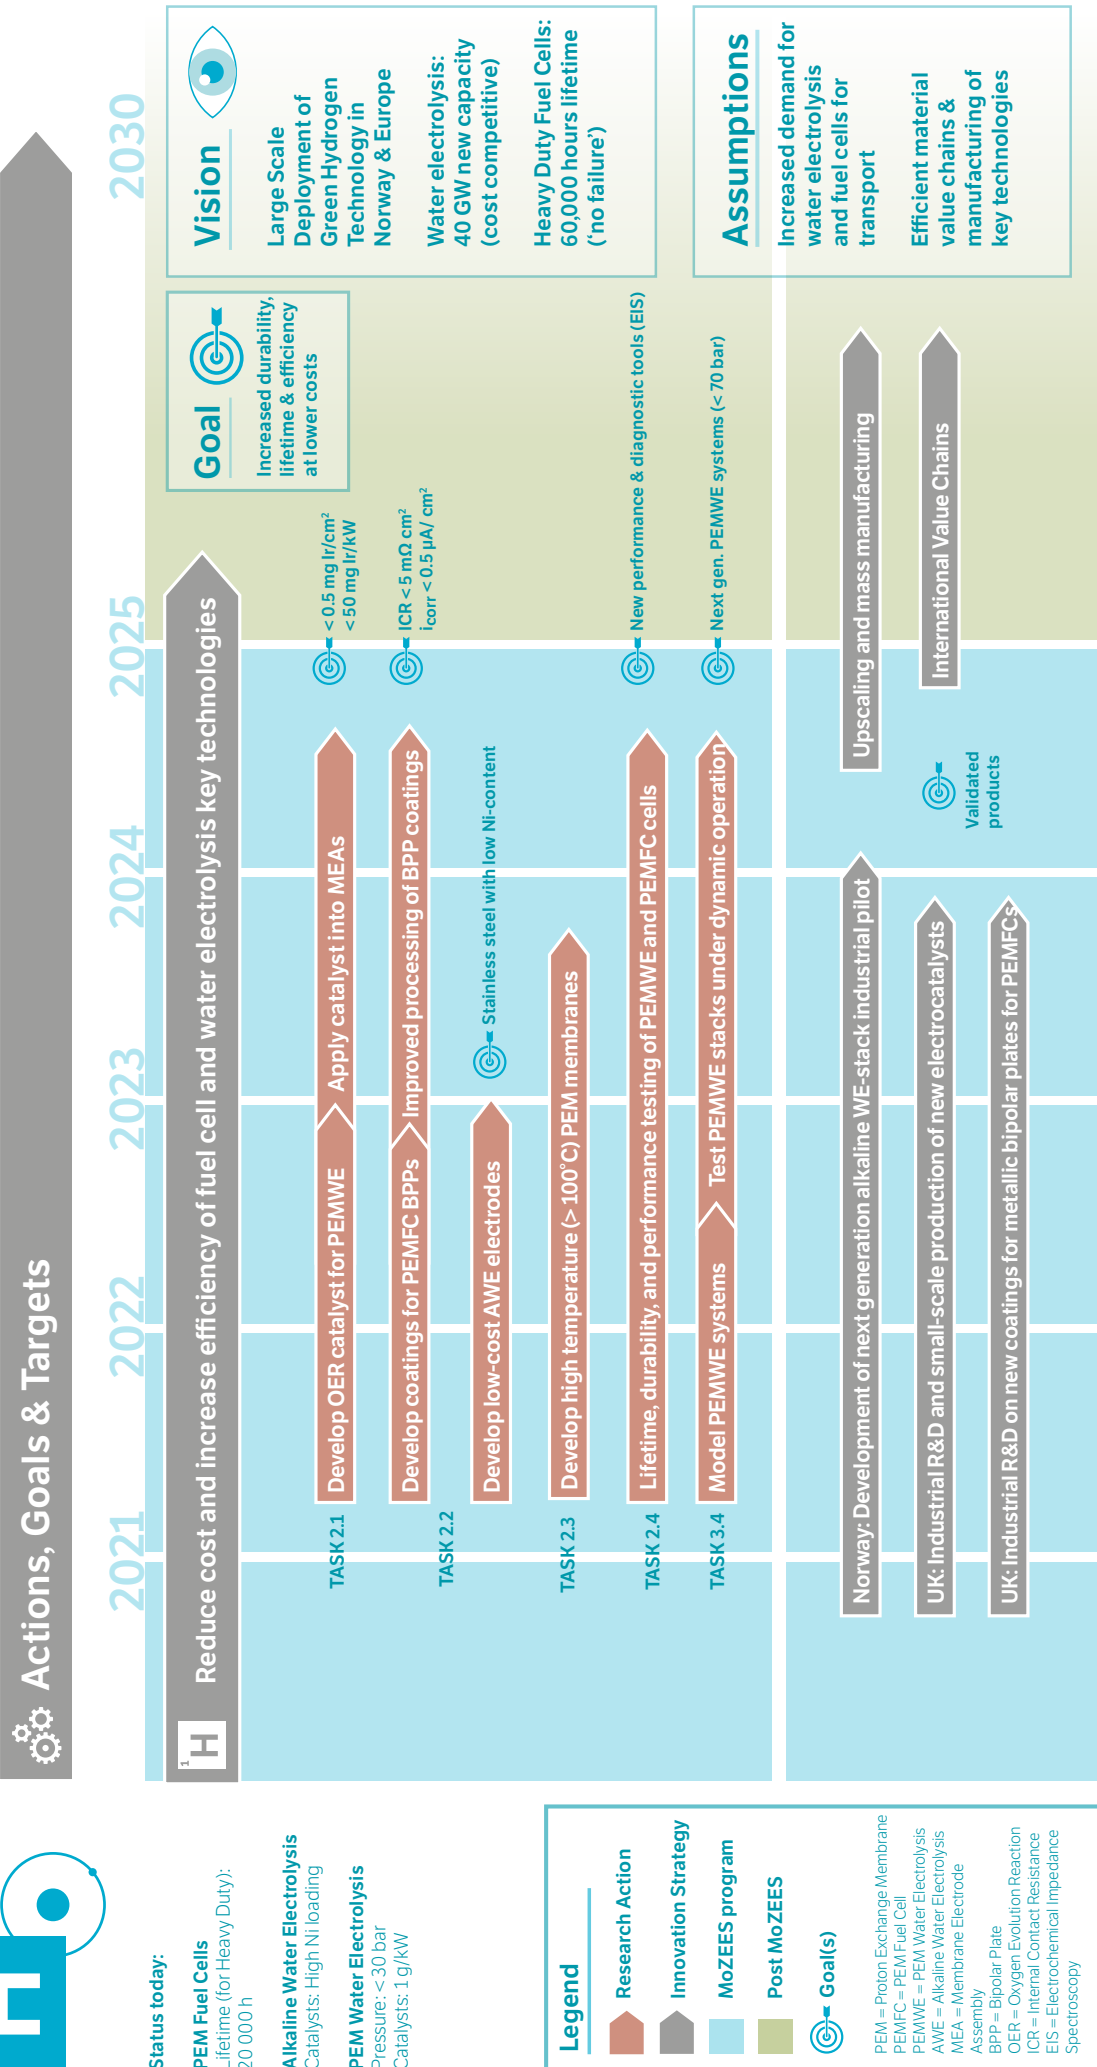 Actions, Goals & Targets
2021
2022
2023
2024
2025
2030
Status today:
PEM Fuel Cells
Lifetime (for Heavy Duty):
20 000 h
Alkaline Water Electrolysis
Catalysts: High Ni loading
PEM Water Electrolysis
Pressure: < 30 bar
Catalysts: 1 g/kW
1
H
Reduce cost and increase efficiency of fuel cell and water electrolysis key technologies
TASK 2.1
Develop OER catalyst for PEMWE
Apply catalyst into MEAs
< 0.5 mg Ir/cm²
< 50 mg Ir/kW
TASK 2.2
Develop coatings for PEMFC BPPs
Improved processing of BPP coatings
ICR < 5 mΩ cm²
icorr < 0.5 µA/ cm²
Develop low-cost AWE electrodes
Stainless steel with low Ni-content
TASK 2.3
Develop high temperature (> 100˚C) PEM membranes
TASK 2.4
Lifetime, durability, and performance testing of PEMWE and PEMFC cells
New performance & diagnostic tools (EIS)
TASK 3.4
Model PEMWE systems
Test PEMWE stacks under dynamic operation
Next gen. PEMWE systems (< 70 bar)
Norway: Development of next generation alkaline WE-stack industrial pilot
Upscaling and mass manufacturing
UK: Industrial R&D and small-scale production of new electrocatalysts
Validated
products
International Value Chains
UK: Industrial R&D on new coatings for metallic bipolar plates for PEMFCs
Goal
Increased durability,
lifetime & efficiency
at lower costs
Vision
Large Scale
Deployment of
Green Hydrogen
Technology in
Norway & Europe
Water electrolysis:
40 GW new capacity
(cost competitive)
Heavy Duty Fuel Cells:
60,000 hours lifetime
('no failure')
Assumptions
Increased demand for
water electrolysis
and fuel cells for
transport
Efficient material
value chains &
manufacturing of
key technologies
Legend
Research Action
Innovation Strategy
MoZEES program
Post MoZEES
Goal(s)
PEM = Proton Exchange Membrane
PEMFC = PEM Fuel Cell
PEMWE = PEM Water Electrolysis
AWE = Alkaline Water Electrolysis
MEA = Membrane Electrode
Assembly
BPP = Bipolar Plate
OER = Oxygen Evolution Reaction
ICR = Internal Contact Resistance
EIS = Electrochemical Impedance
Spectroscopy